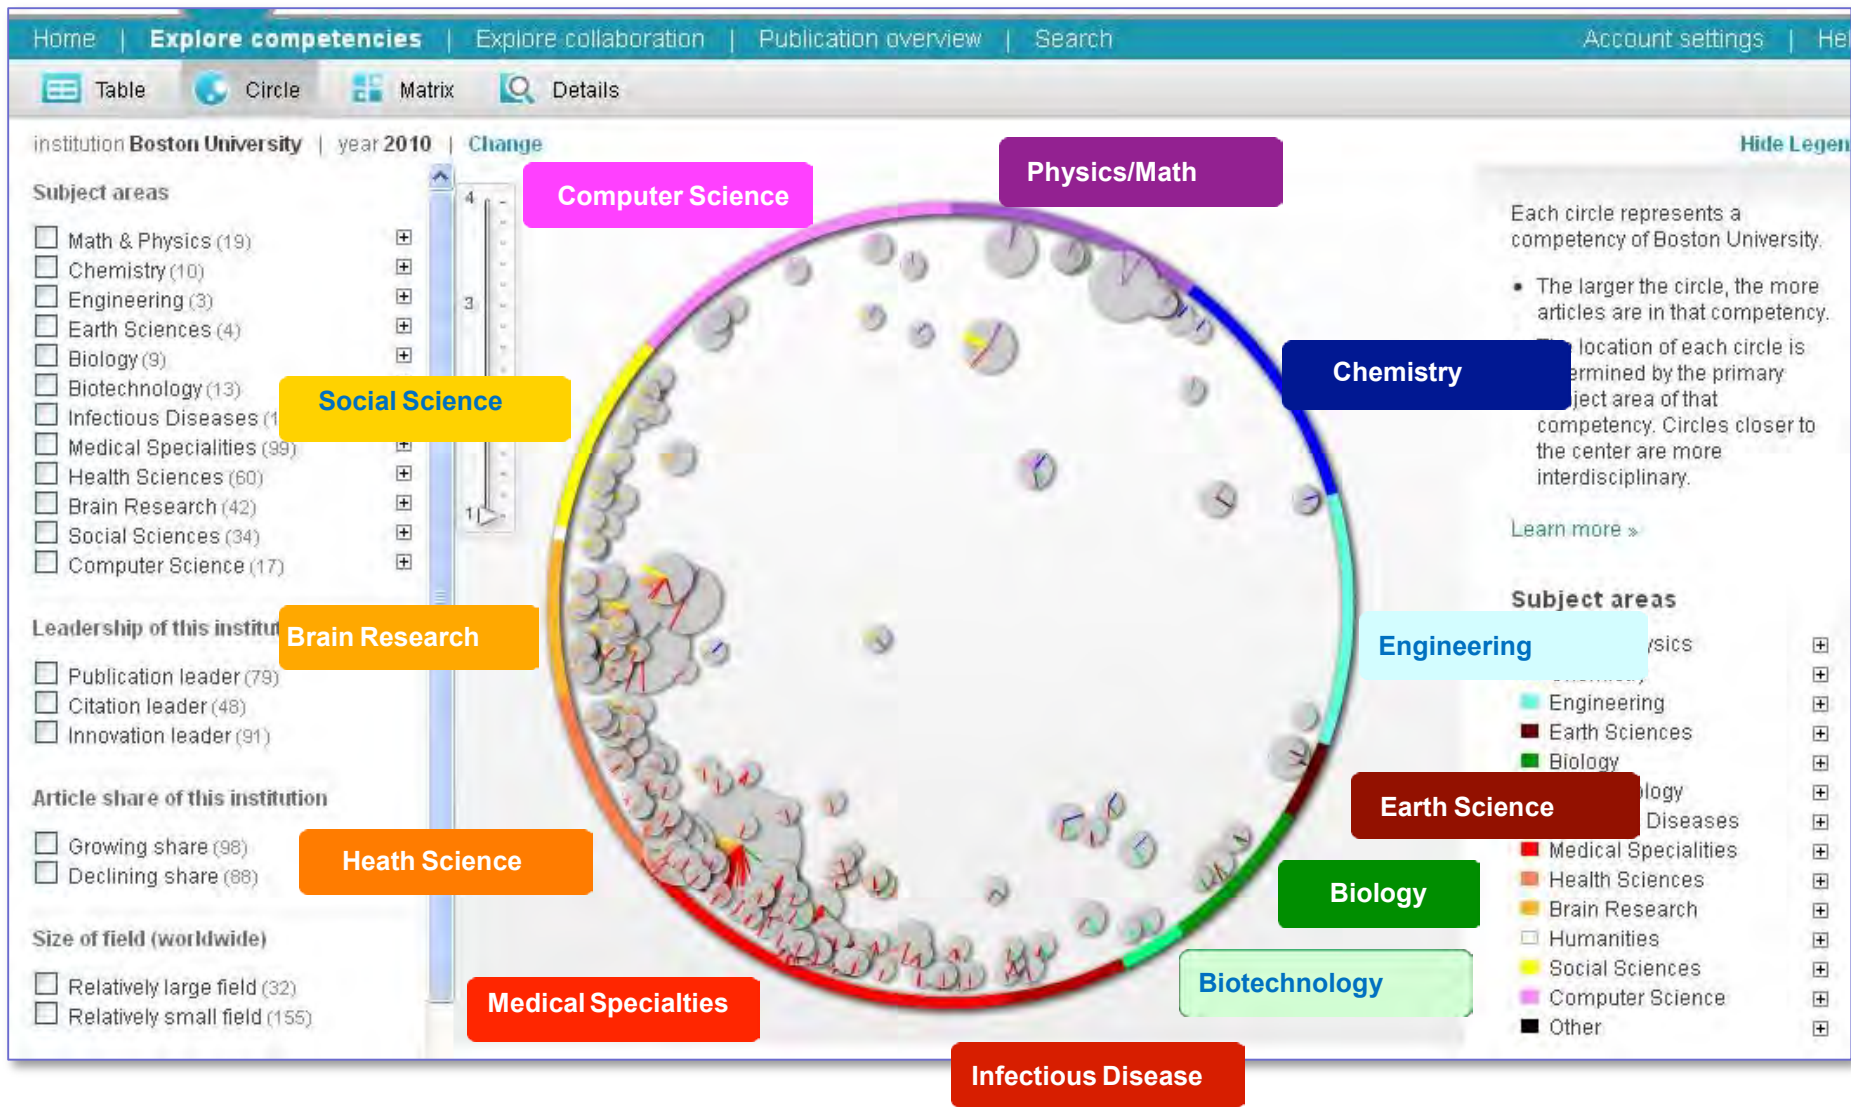 Home | Explore competencies | Explore collaboration | Publication overview | Search Account settings |
Table Circle Matrix Details
institution Boston University | year 2010 | Change
Hide Legen
Subject areas
Math & Physics (19)
Chemistry (10)
Engineering (3)
Earth Sciences (4)
Biology (9)
Biotechnology (13)
Infectious Diseases (1
Medical Specialities (99)
Health Sciences (60)
Brain Research (42)
Social Sciences (34)
Computer Science (17)
Leadership of this institut
Publication leader (79)
Citation leader (48)
Innovation leader (91)
Article share of this institution
Growing share (98)
Declining share (88)
Size of field (worldwide)
Relatively large field (32)
Relatively small field (155)
4
3
1
Computer Science
Physics/Math
Social Science
Chemistry
Brain Research
Engineering
Heath Science
Earth Science
Biology
Biotechnology
Medical Specialties
Infectious Disease
Each circle represents a
competency of Boston University.
• The larger the circle, the more
articles are in that competency.
location of each circle is
ermined by the primary
ject area of that
competency. Circles closer to
the center are more
interdisciplinary.
Learn more »
Subject areas
ysics
Engineering
Earth Sciences
Biology
logy
Diseases
Medical Specialities
Health Sciences
Brain Research
Humanities
Social Sciences
Computer Science
Other